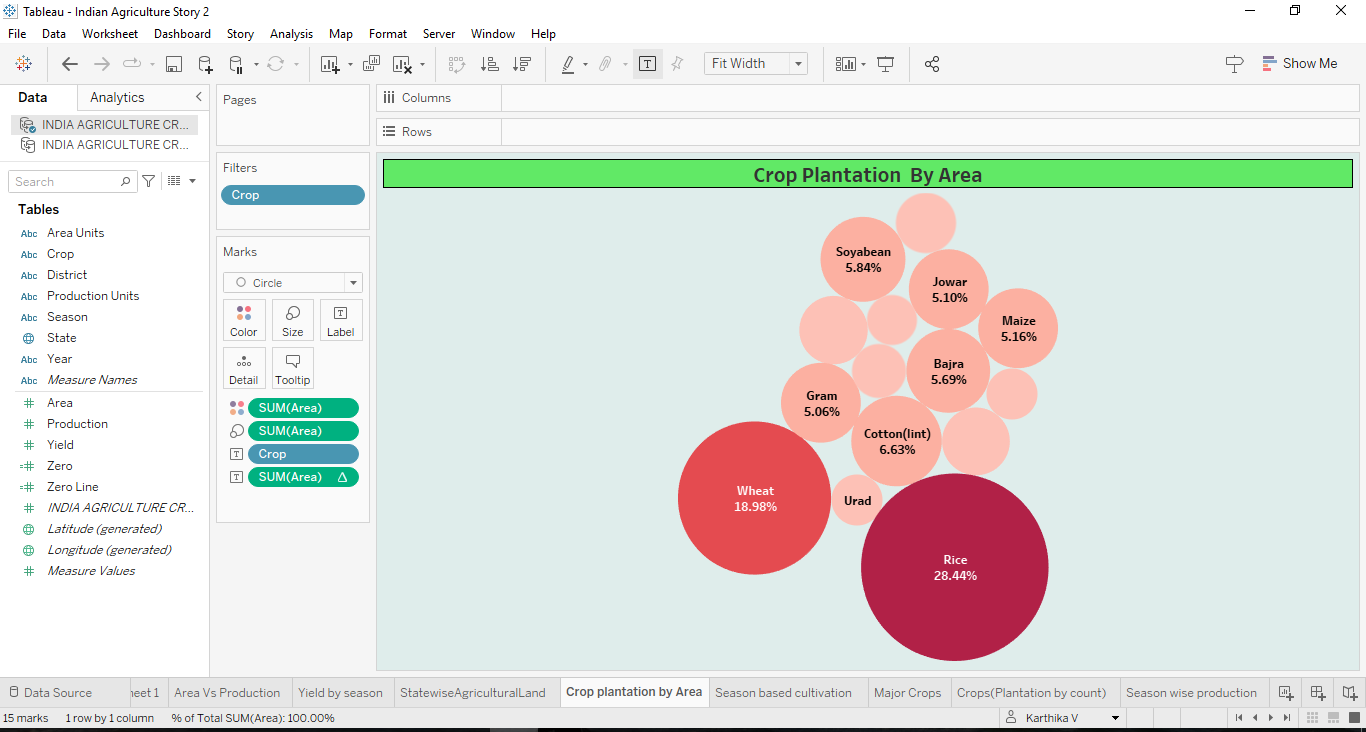 Tableau - Indian Agriculture Story 2
File Data Worksheet Dashboard Story Analysis Map Format Server Window Help
Fit Width
Show Me
Data Analytics
INDIA AGRICULTURE CR...
INDIA AGRICULTURE CR...
Search
Tables
Abc Area Units
Abc Crop
Abc District
Abc Production Units
Abc Season
State
Abc Year
Abc Measure Names
# Area
# Production
# Yield
=# Zero
=# Zero Line
# INDIA AGRICULTURE CR...
Latitude (generated)
Longitude (generated)
# Measure Values
Pages
Filters
Crop
Marks
Circle
Color
Size
T
Label
Detail
Tooltip
SUM(Area)
SUM(Area)
T Crop
T SUM(Area) Δ
Columns
Rows
Crop Plantation By Area
Soyabean
5.84%
Jowar
5.10%
Maize
5.16%
Bajra
5.69%
Gram
5.06%
Cotton(lint)
6.63%
Wheat
18.98%
Urad
Rice
28.44%
Data Source
neet 1
Area Vs Production
Yield by season
StatewiseAgriculturalLand
Crop plantation by Area
Season based cultivation
Major Crops
Crops(Plantation by count)
Season wise production
15 marks 1 row by 1 column % of Total SUM(Area): 100.00%
Karthika V